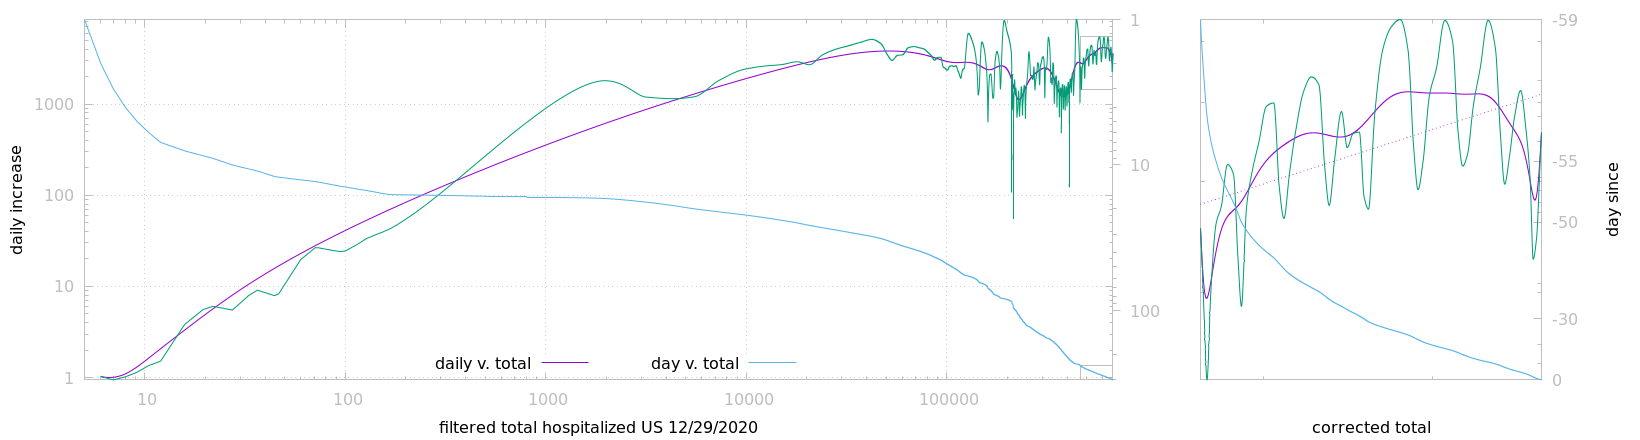 1
-59
1000
daily increase
10
-55
100
-50
day since
10
100
-30
daily v. total
day v. total
1
0
10
100
1000
10000
100000
filtered total hospitalized US 12/29/2020
corrected total